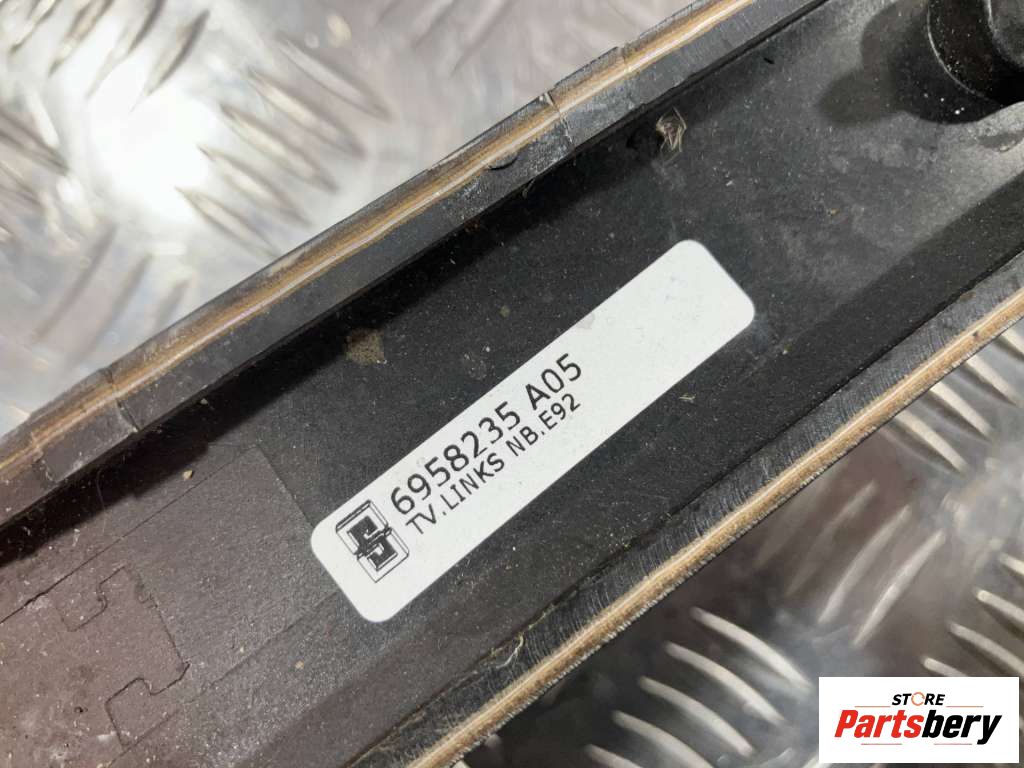 6958235 A05
TV.LINKS NB.E92
STORE
Partsbery